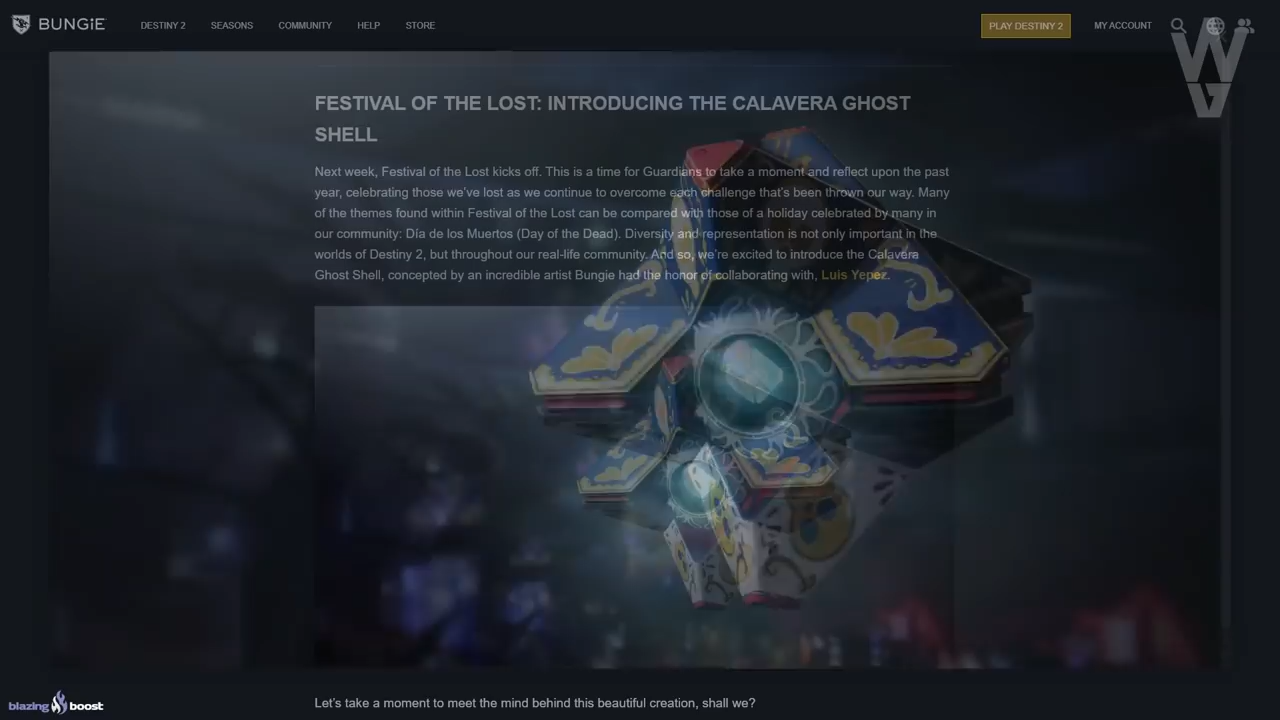 BUNGiE DESTINY 2 SEASONS COMMUNITY HELP STORE PLAY DESTINY 2 MY ACCOUNT
WG
FESTIVAL OF THE LOST: INTRODUCING THE CALAVERA GHOST
SHELL
Next week, Festival of the Lost kicks off. This is a time for Guardians to take a moment and reflect upon the past
year, celebrating those we've lost as we continue to overcome each challenge that's been thrown our way. Many
of the themes found within Festival of the Lost can be compared with those of a holiday celebrated by many in
our community: Día de los Muertos (Day of the Dead). Diversity and representation is not only important in the
worlds of Destiny 2, but throughout our real-life community. And so, we're excited to introduce the Calavera
Ghost Shell, concepted by an incredible artist Bungie had the honor of collaborating with, Luis Yepez.
Let's take a moment to meet the mind behind this beautiful creation, shall we?
blazing boost